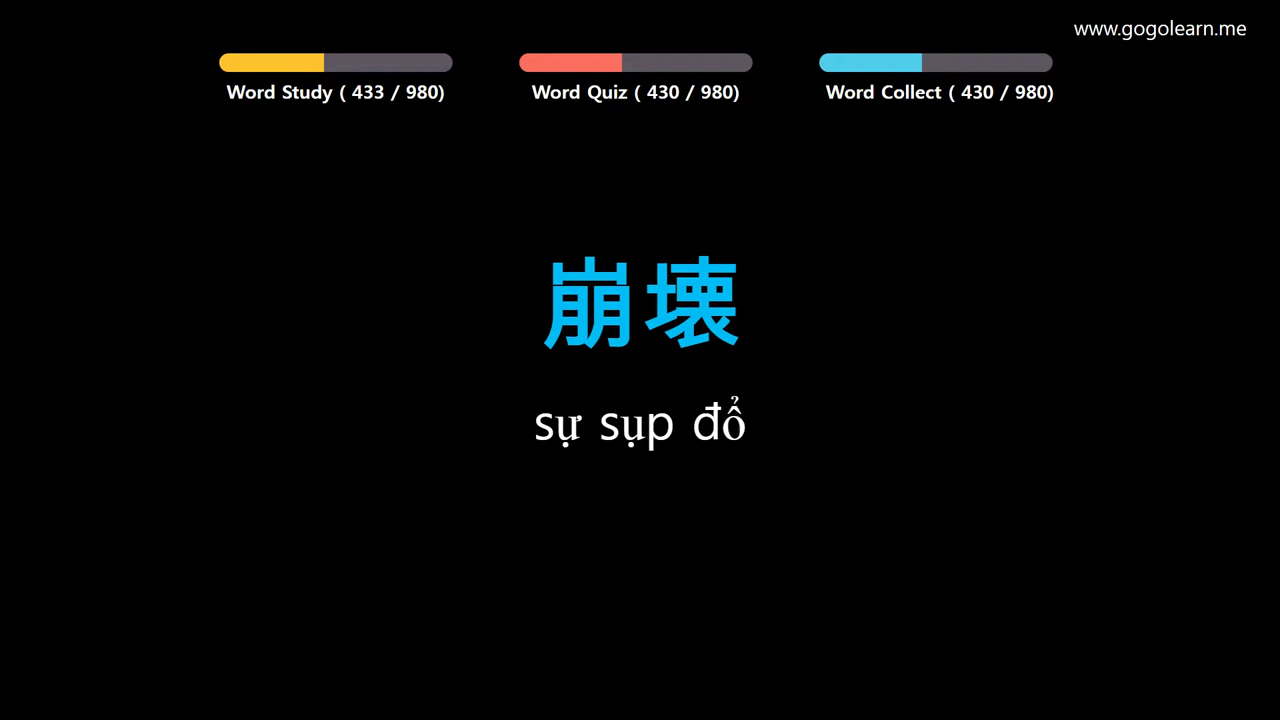 www.gogolearn.me
Word Study ( 433 / 980)
Word Quiz ( 430 / 980)
Word Collect ( 430 / 980)
崩壊
sự sụp đổ